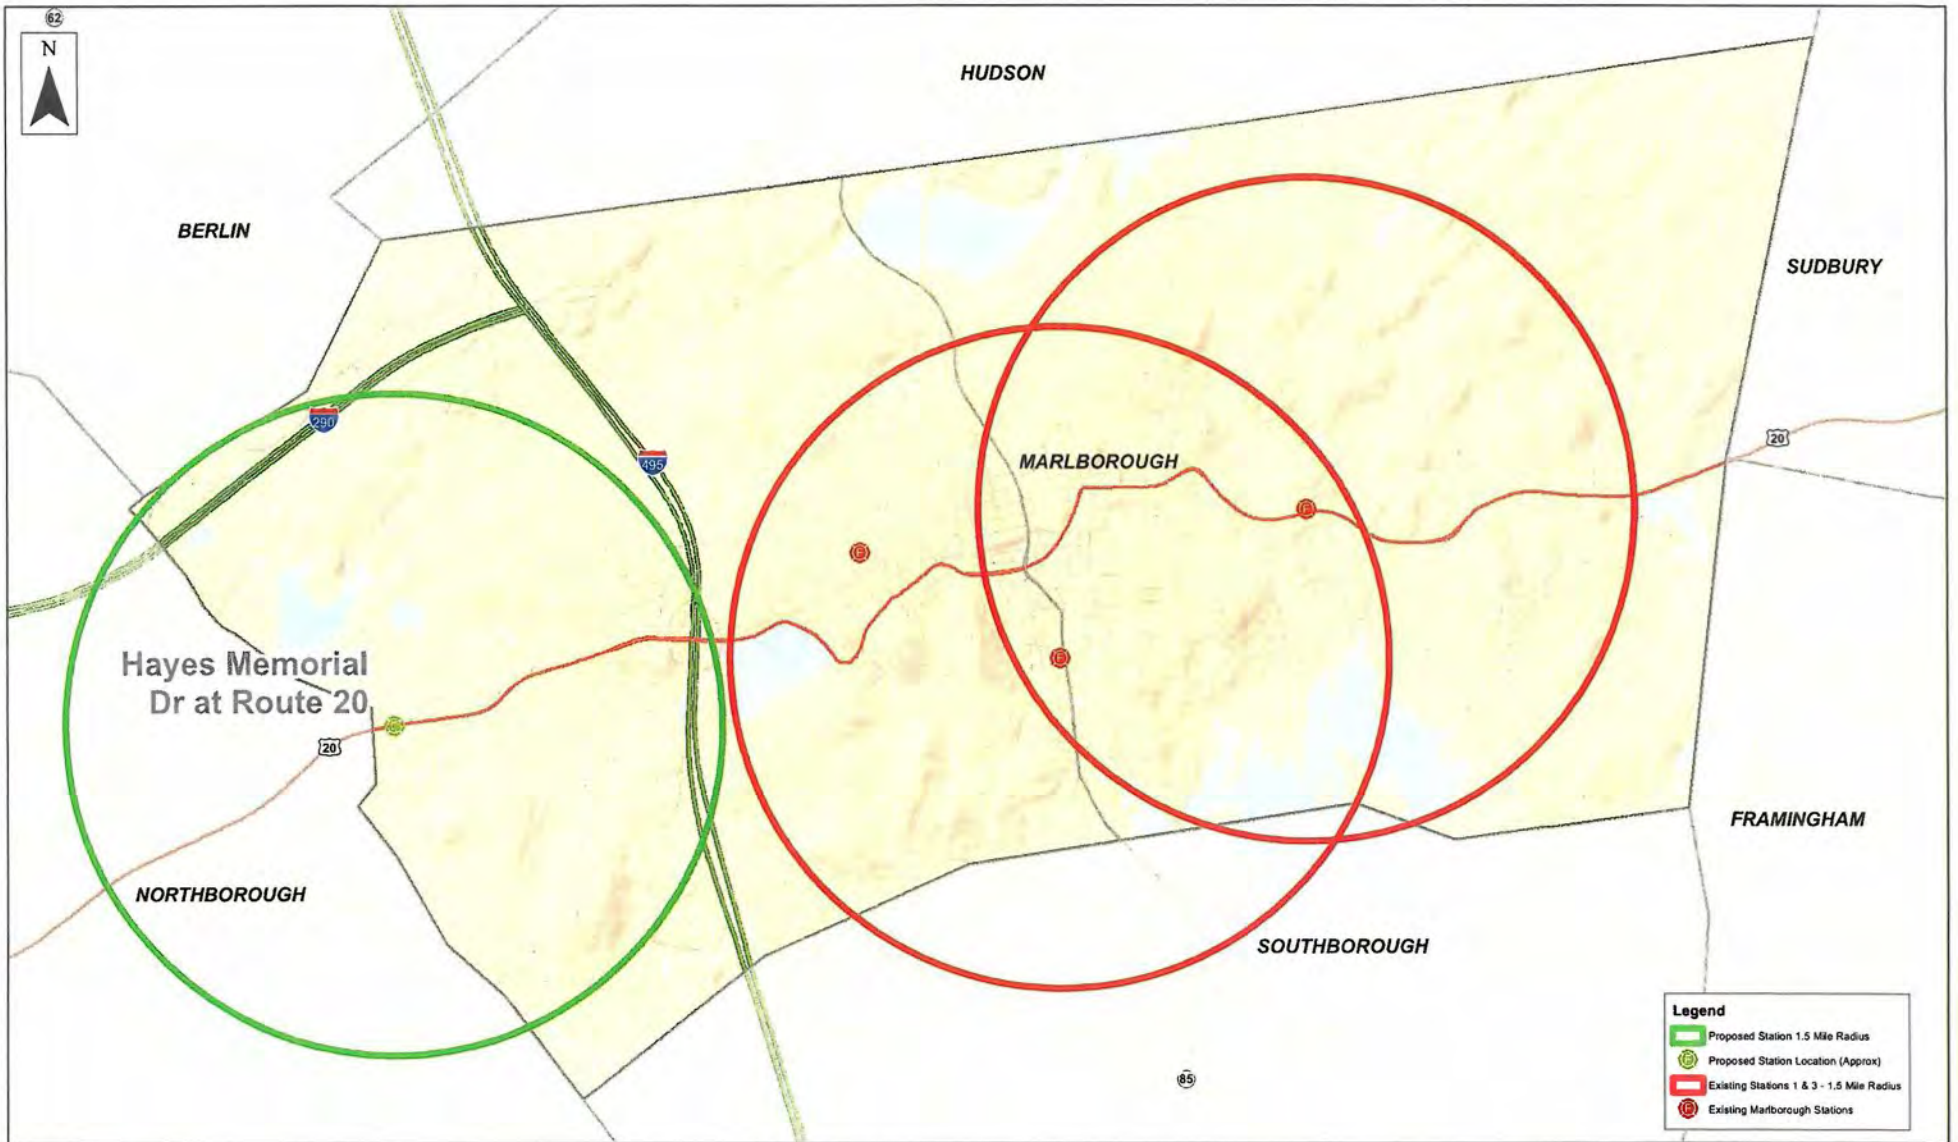 62
N
HUDSON
BERLIN
SUDBURY
290
495
20
MARLBOROUGH
F
F
Hayes Memorial
Dr at Route 20
F
20
FRAMINGHAM
NORTHBOROUGH
SOUTHBOROUGH
85
Legend
Proposed Station 1.5 Mile Radius
F Proposed Station Location (Approx)
Existing Stations 1 & 3 - 1.5 Mile Radius
F Existing Marlborough Stations